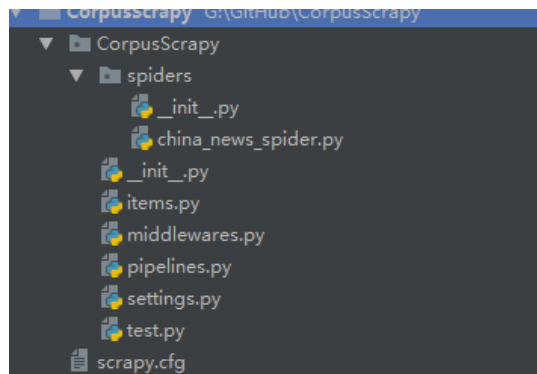 CorpusScrapy G:\GitHub\CorpusScrapy
CorpusScrapy
spiders
__init__.py
china_news_spider.py
__init__.py
items.py
middlewares.py
pipelines.py
settings.py
test.py
scrapy.cfg